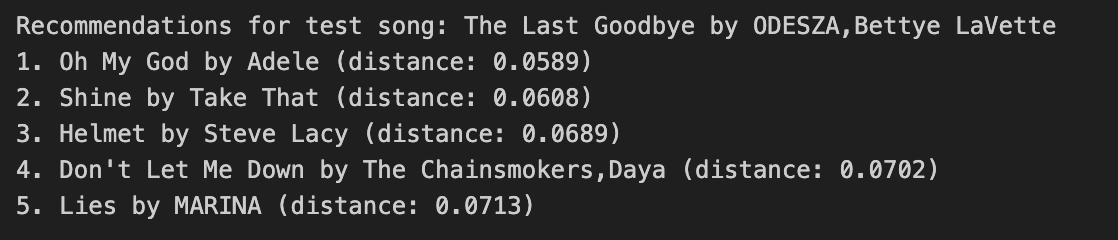 Recommendations for test song: The Last Goodbye by ODESZA,Bettye LaVette
1. Oh My God by Adele (distance: 0.0589)
2. Shine by Take That (distance: 0.0608)
3. Helmet by Steve Lacy (distance: 0.0689)
4. Don't Let Me Down by The Chainsmokers,Daya (distance: 0.0702)
5. Lies by MARINA (distance: 0.0713)